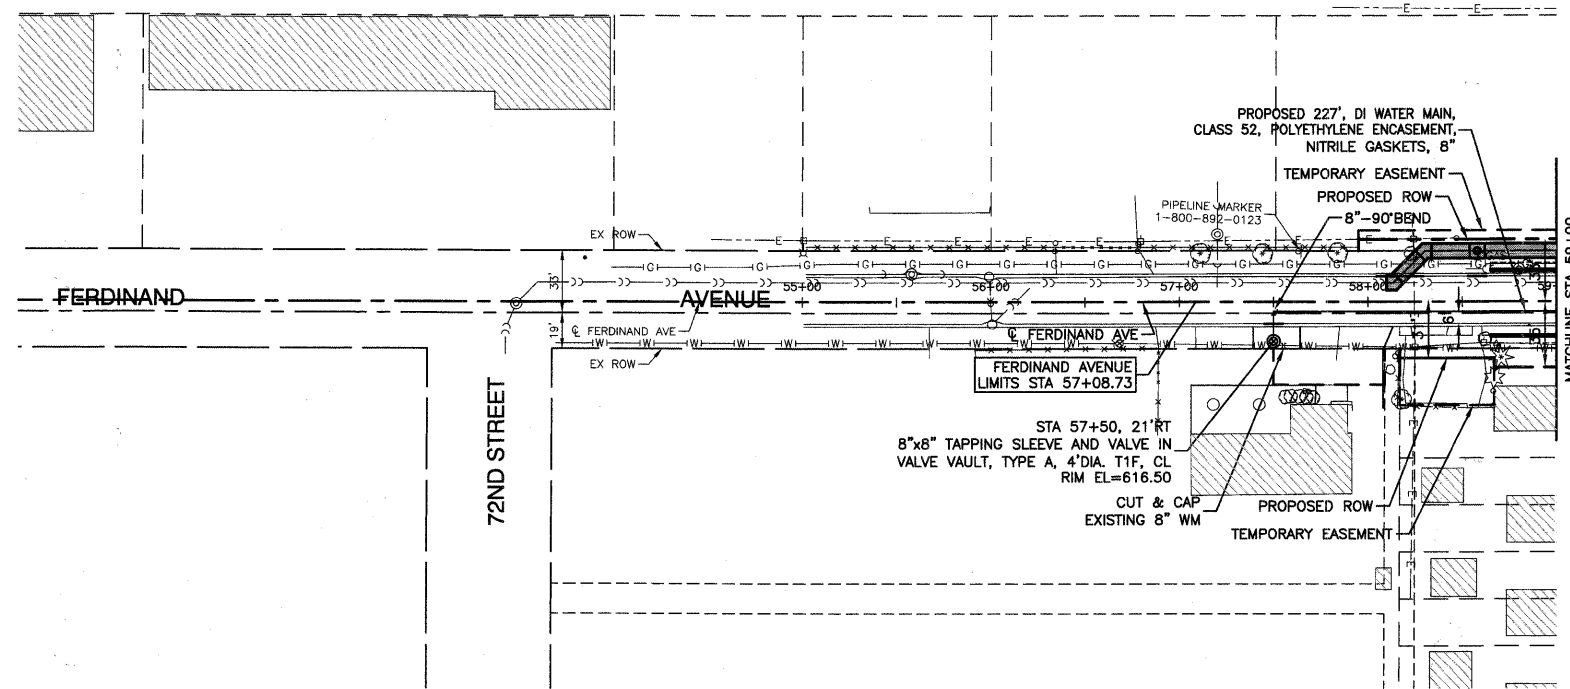 PROPOSED 227', DI WATER MAIN,
CLASS 52, POLYETHYLENE ENCASEMENT,
NITRILE GASKETS, 8"
TEMPORARY EASEMENT
PROPOSED ROW
PIPELINE MARKER
1-800-892-0123
8"-90°BEND
EX ROW
FERDINAND
AVENUE
33'
19'
55+00
56+00
57+00
58+00
℄ FERDINAND AVE
℄ FERDINAND AVE
EX ROW
FERDINAND AVENUE
LIMITS STA 57+08.73
72ND STREET
STA 57+50, 21'RT
8"x8" TAPPING SLEEVE AND VALVE IN
VALVE VAULT, TYPE A, 4'DIA. T1F, CL
RIM EL=616.50
CUT & CAP
EXISTING 8" WM
PROPOSED ROW
TEMPORARY EASEMENT
MATCHLINE STA